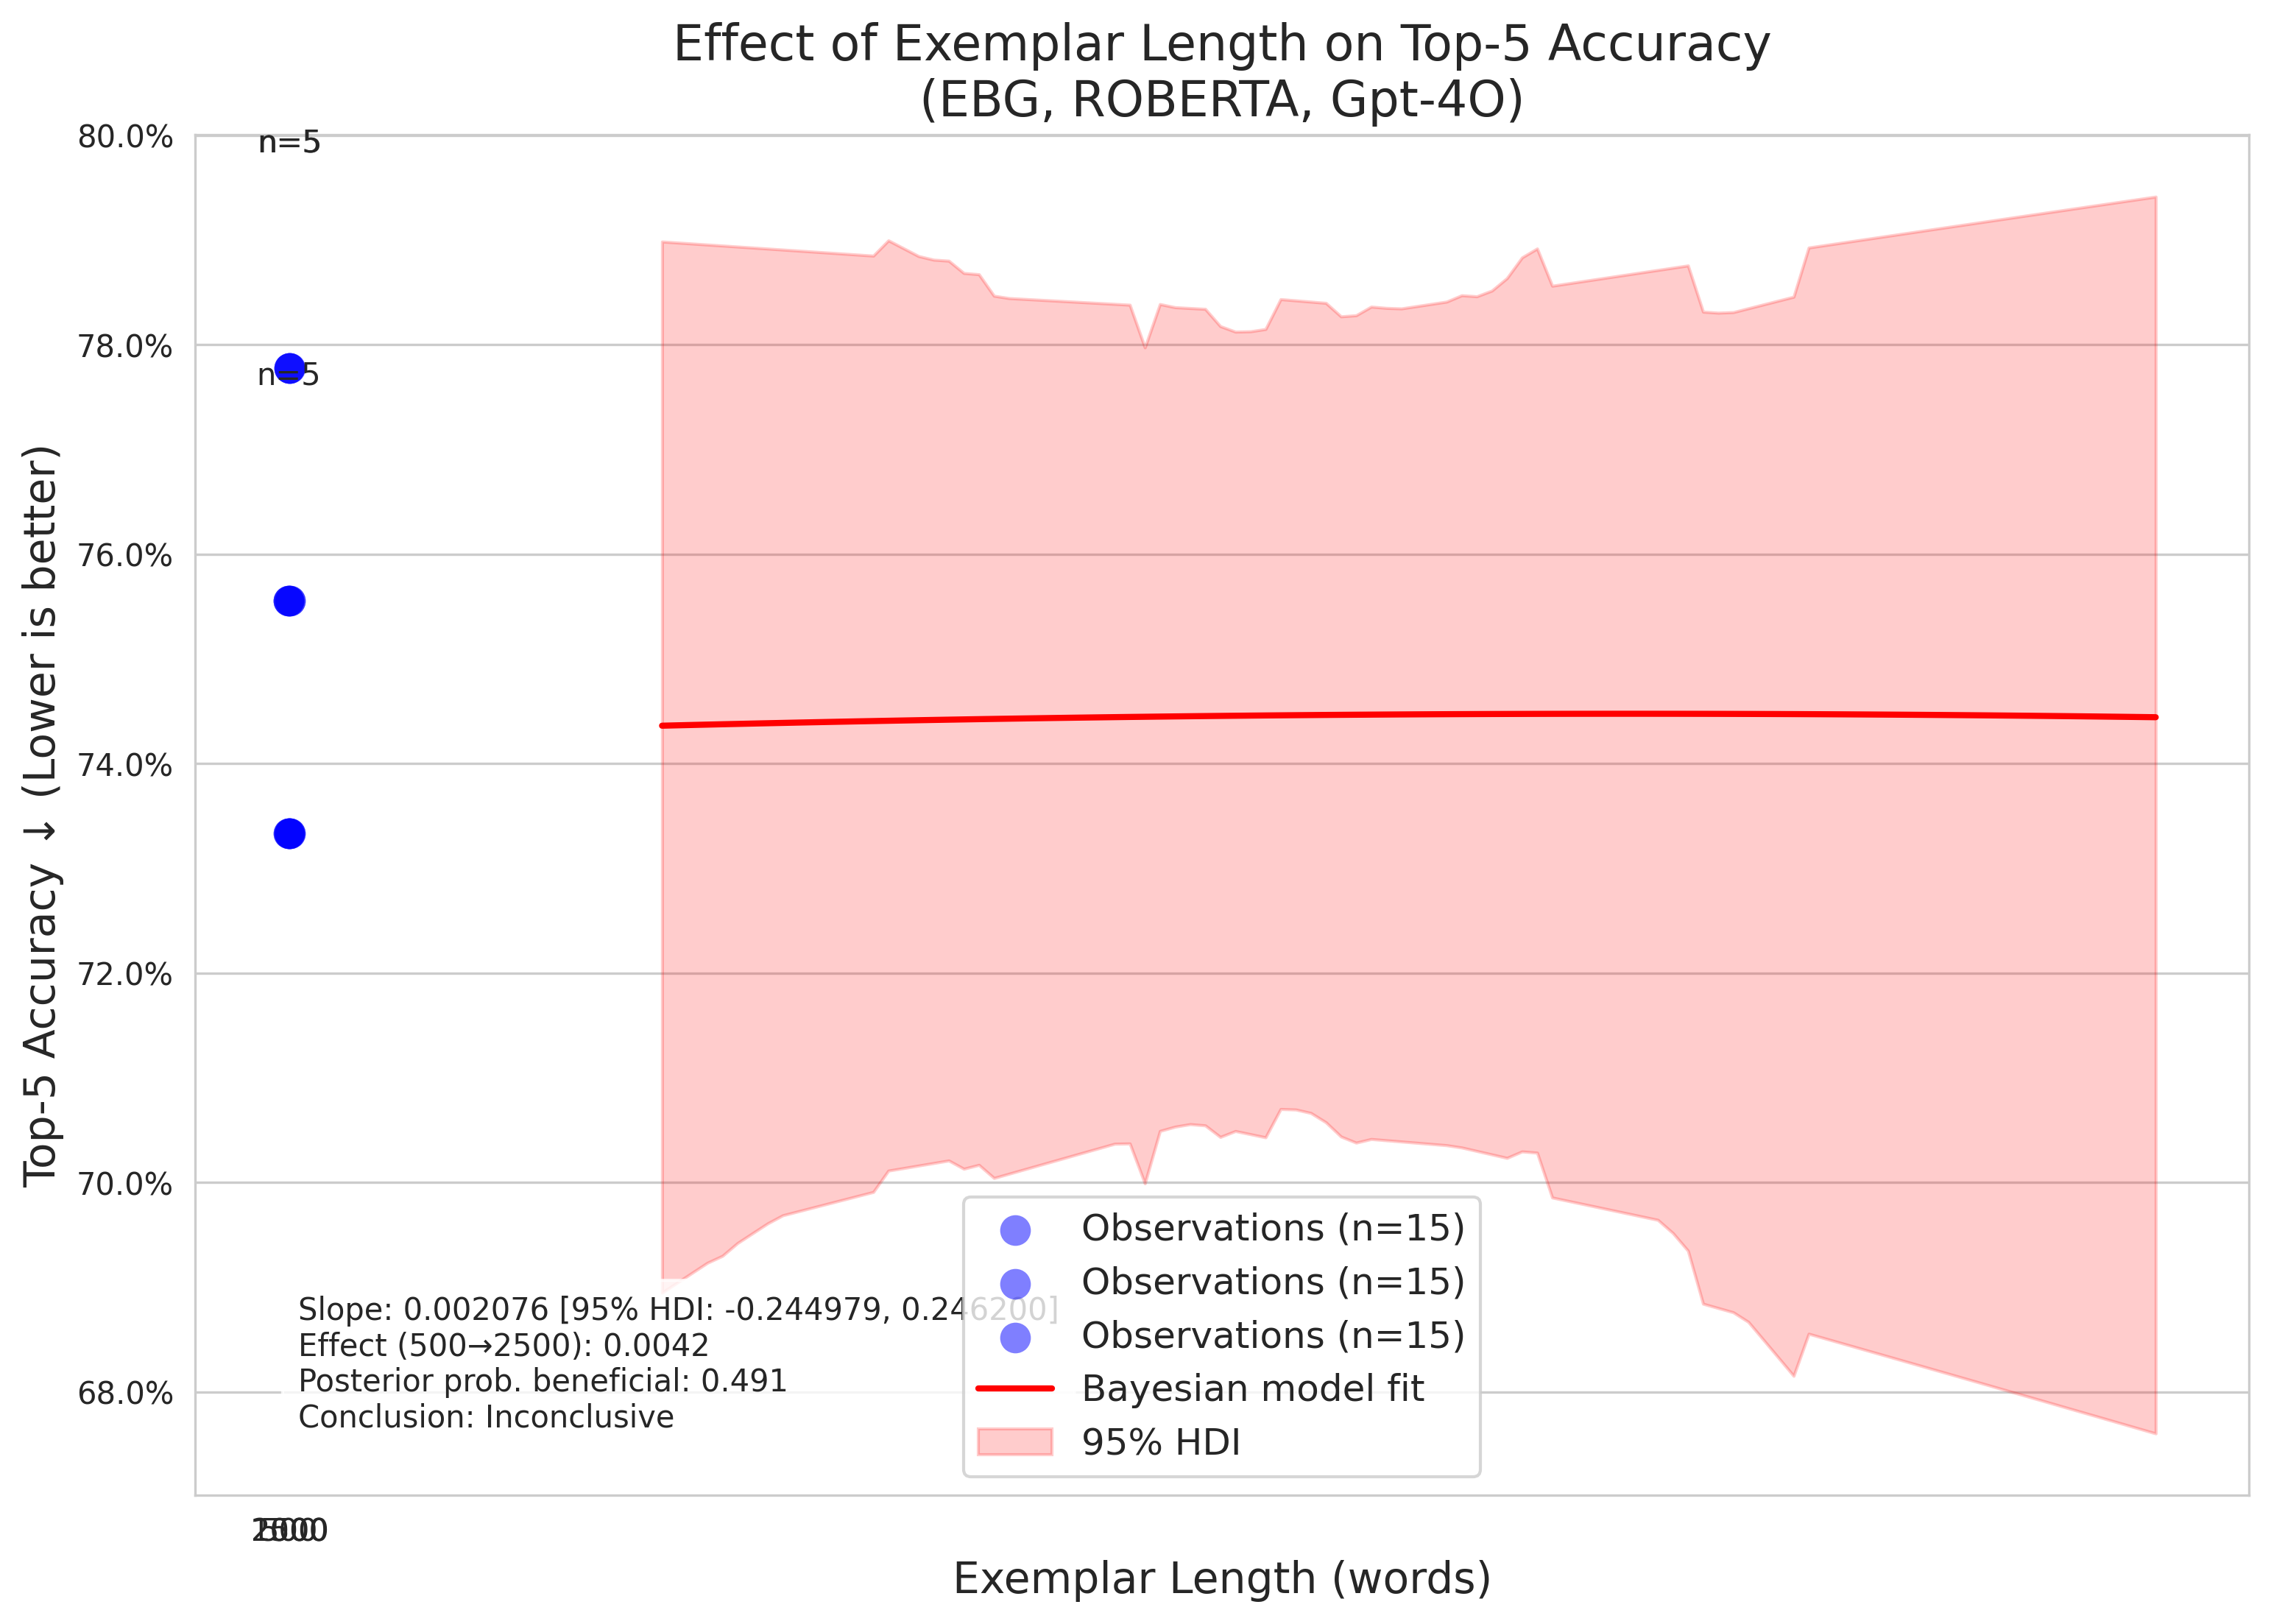 Effect of Exemplar Length on Top-5 Accuracy
(EBG, ROBERTA, Gpt-4O)
80.0%
78.0%
76.0%
74.0%
72.0%
70.0%
68.0%
Top-5 Accuracy ↓ (Lower is better)
n=5
n=5
Slope: 0.002076 [95% HDI: -0.244979, 0.246200]
Effect (500→2500): 0.0042
Posterior prob. beneficial: 0.491
Conclusion: Inconclusive
Observations (n=15)
Observations (n=15)
Observations (n=15)
Bayesian model fit
95% HDI
Exemplar Length (words)